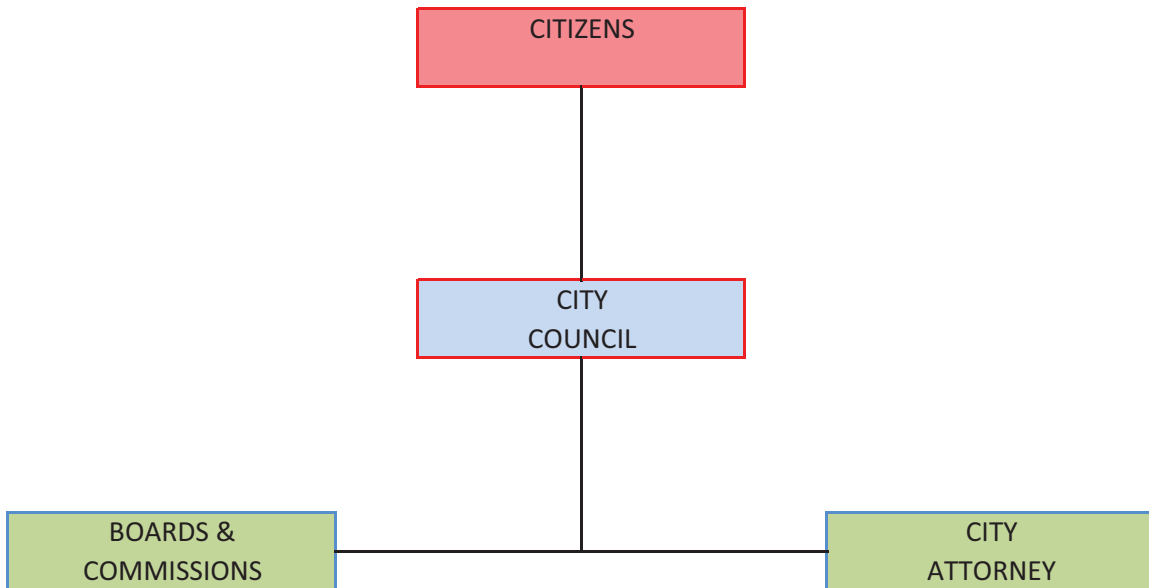 CITIZENS
CITY
COUNCIL
BOARDS &
COMMISSIONS
CITY
ATTORNEY